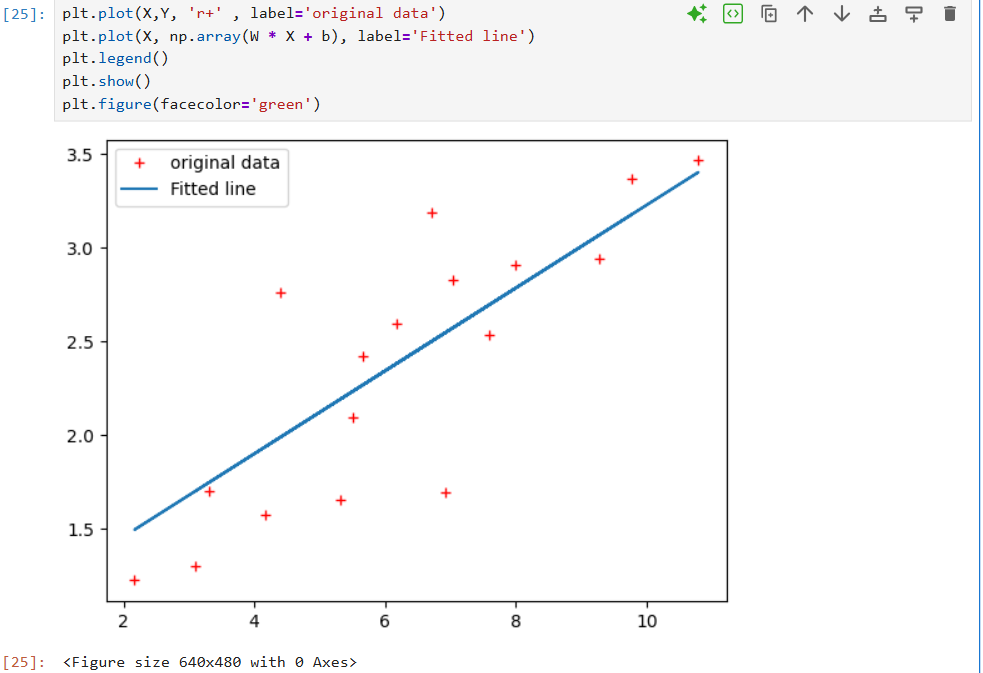 [25]: plt.plot(X,Y, 'r+' , label='original data')
plt.plot(X, np.array(W * X + b), label='Fitted line')
plt.legend()
plt.show()
plt.figure(facecolor='green')
original data
Fitted line
3.5
3.0
2.5
2.0
1.5
2 4 6 8 10
[25]: <Figure size 640x480 with 0 Axes>